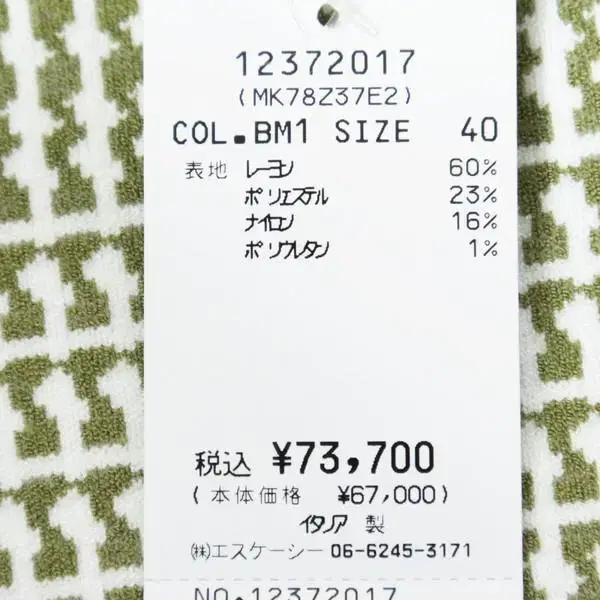 12372017
(MK78Z37E2)
COL.BM1 SIZE 40
表地 レーヨン 60%
ポリエステル 23%
ナイロン 16%
ポリウレタン 1%
税込 ¥73,700
(本体価格 ¥67,000)
イタリア 製
㈱エスケーシー 06-6245-3171
NO.12372017